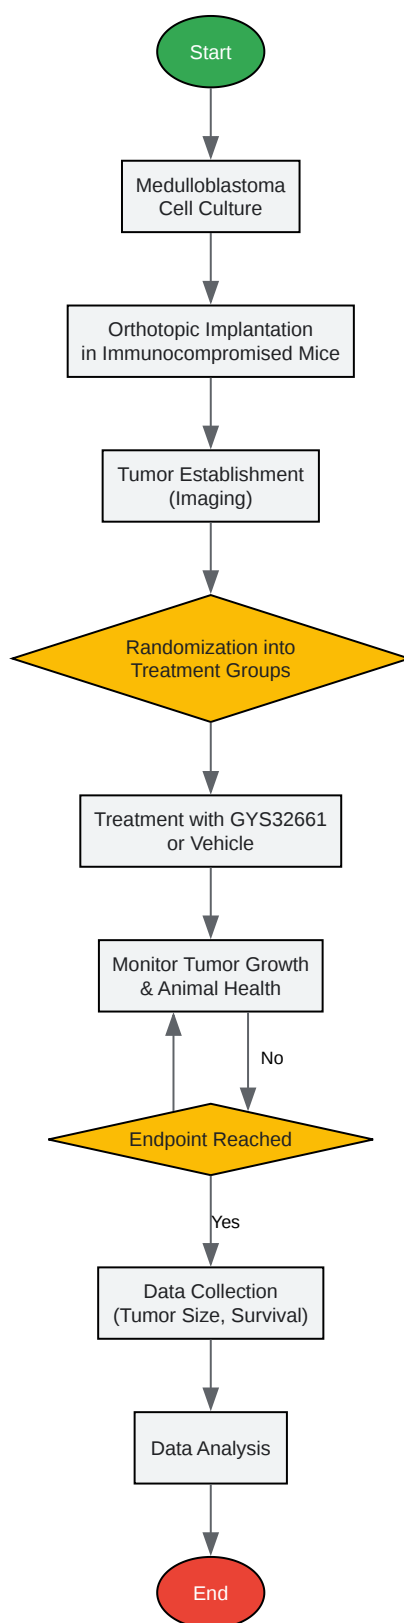 Start
Medulloblastoma
Cell Culture
Orthotopic Implantation
in Immunocompromised Mice
Tumor Establishment
(Imaging)
Randomization into
Treatment Groups
Treatment with GYS32661
or Vehicle
Monitor Tumor Growth
& Animal Health
No
Endpoint Reached
Yes
Data Collection
(Tumor Size, Survival)
Data Analysis
End